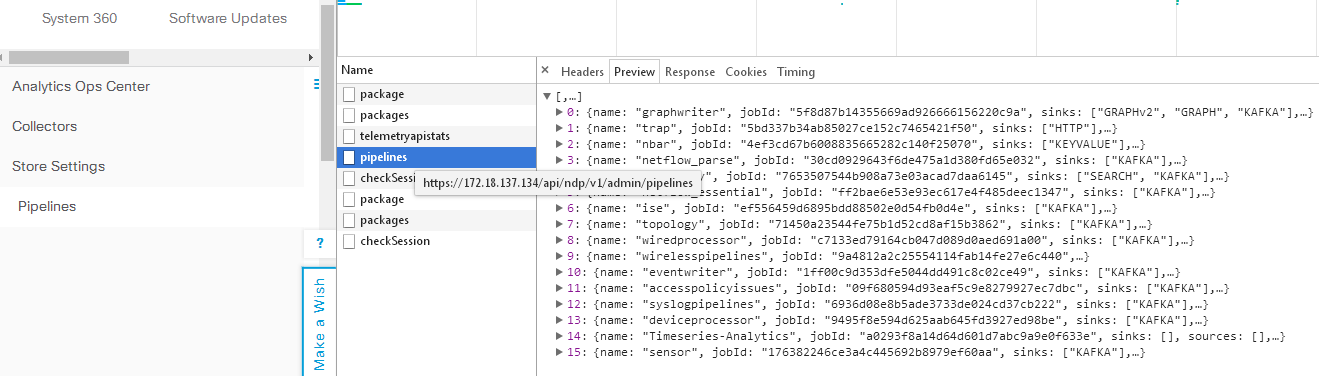 System 360 Software Updates
Analytics Ops Center
Collectors
Store Settings
Pipelines
?
Make a Wish
Name
package
packages
telemetryapistats
pipelines
checkSessi
package
packages
checkSession
https://172.18.137.134/api/ndp/v1/admin/pipelines
× Headers Preview Response Cookies Timing
▼ [,…]
▶ 0: {name: "graphwriter", jobId: "5f8d87b14355669ad926666156220c9a", sinks: ["GRAPHv2", "GRAPH", "KAFKA"],…}
▶ 1: {name: "trap", jobId: "5bd337b34ab85027ce152c7465421f50", sinks: ["HTTP"],…}
▶ 2: {name: "nbar", jobId: "4ef3cd67b6008835665282c140f25070", sinks: ["KEYVALUE"],…}
▶ 3: {name: "netflow_parse", jobId: "30cd0929643f6de475a1d380fd65e032", sinks: ["KAFKA"],…}
y", jobId: "7653507544b908a73e03acad7daa6145", sinks: ["SEARCH", "KAFKA"],…}
essential", jobId: "ff2bae6e53e93ec617e4f485deec1347", sinks: ["KAFKA"],…}
▶ 6: {name: "ise", jobId: "ef556459d6895bdd88502e0d54fb0d4e", sinks: ["KAFKA"],…}
▶ 7: {name: "topology", jobId: "71450a23544fe75b1d52cd8af15b3862", sinks: ["KAFKA"],…}
▶ 8: {name: "wiredprocessor", jobId: "c7133ed79164cb047d089d0aed691a00", sinks: ["KAFKA"],…}
▶ 9: {name: "wirelesspipelines", jobId: "9a4812a2c25554114fab14fe27e6c440",…}
▶ 10: {name: "eventwriter", jobId: "1ff00c9d353dfe5044dd491c8c02ce49", sinks: ["KAFKA"],…}
▶ 11: {name: "accesspolicyissues", jobId: "09f680594d93eaf5c9e8279927ec7dbc", sinks: ["KAFKA"],…}
▶ 12: {name: "syslogpipelines", jobId: "6936d08e8b5ade3733de024cd37cb222", sinks: ["KAFKA"],…}
▶ 13: {name: "deviceprocessor", jobId: "9495f8e594d625aab645fd3927ed98be", sinks: ["KAFKA"],…}
▶ 14: {name: "Timeseries-Analytics", jobId: "a0293f8a14d64d601d7abc9a9e0f633e", sinks: [], sources: [],…}
▶ 15: {name: "sensor", jobId: "176382246ce3a4c445692b8979ef60aa", sinks: ["KAFKA"],…}